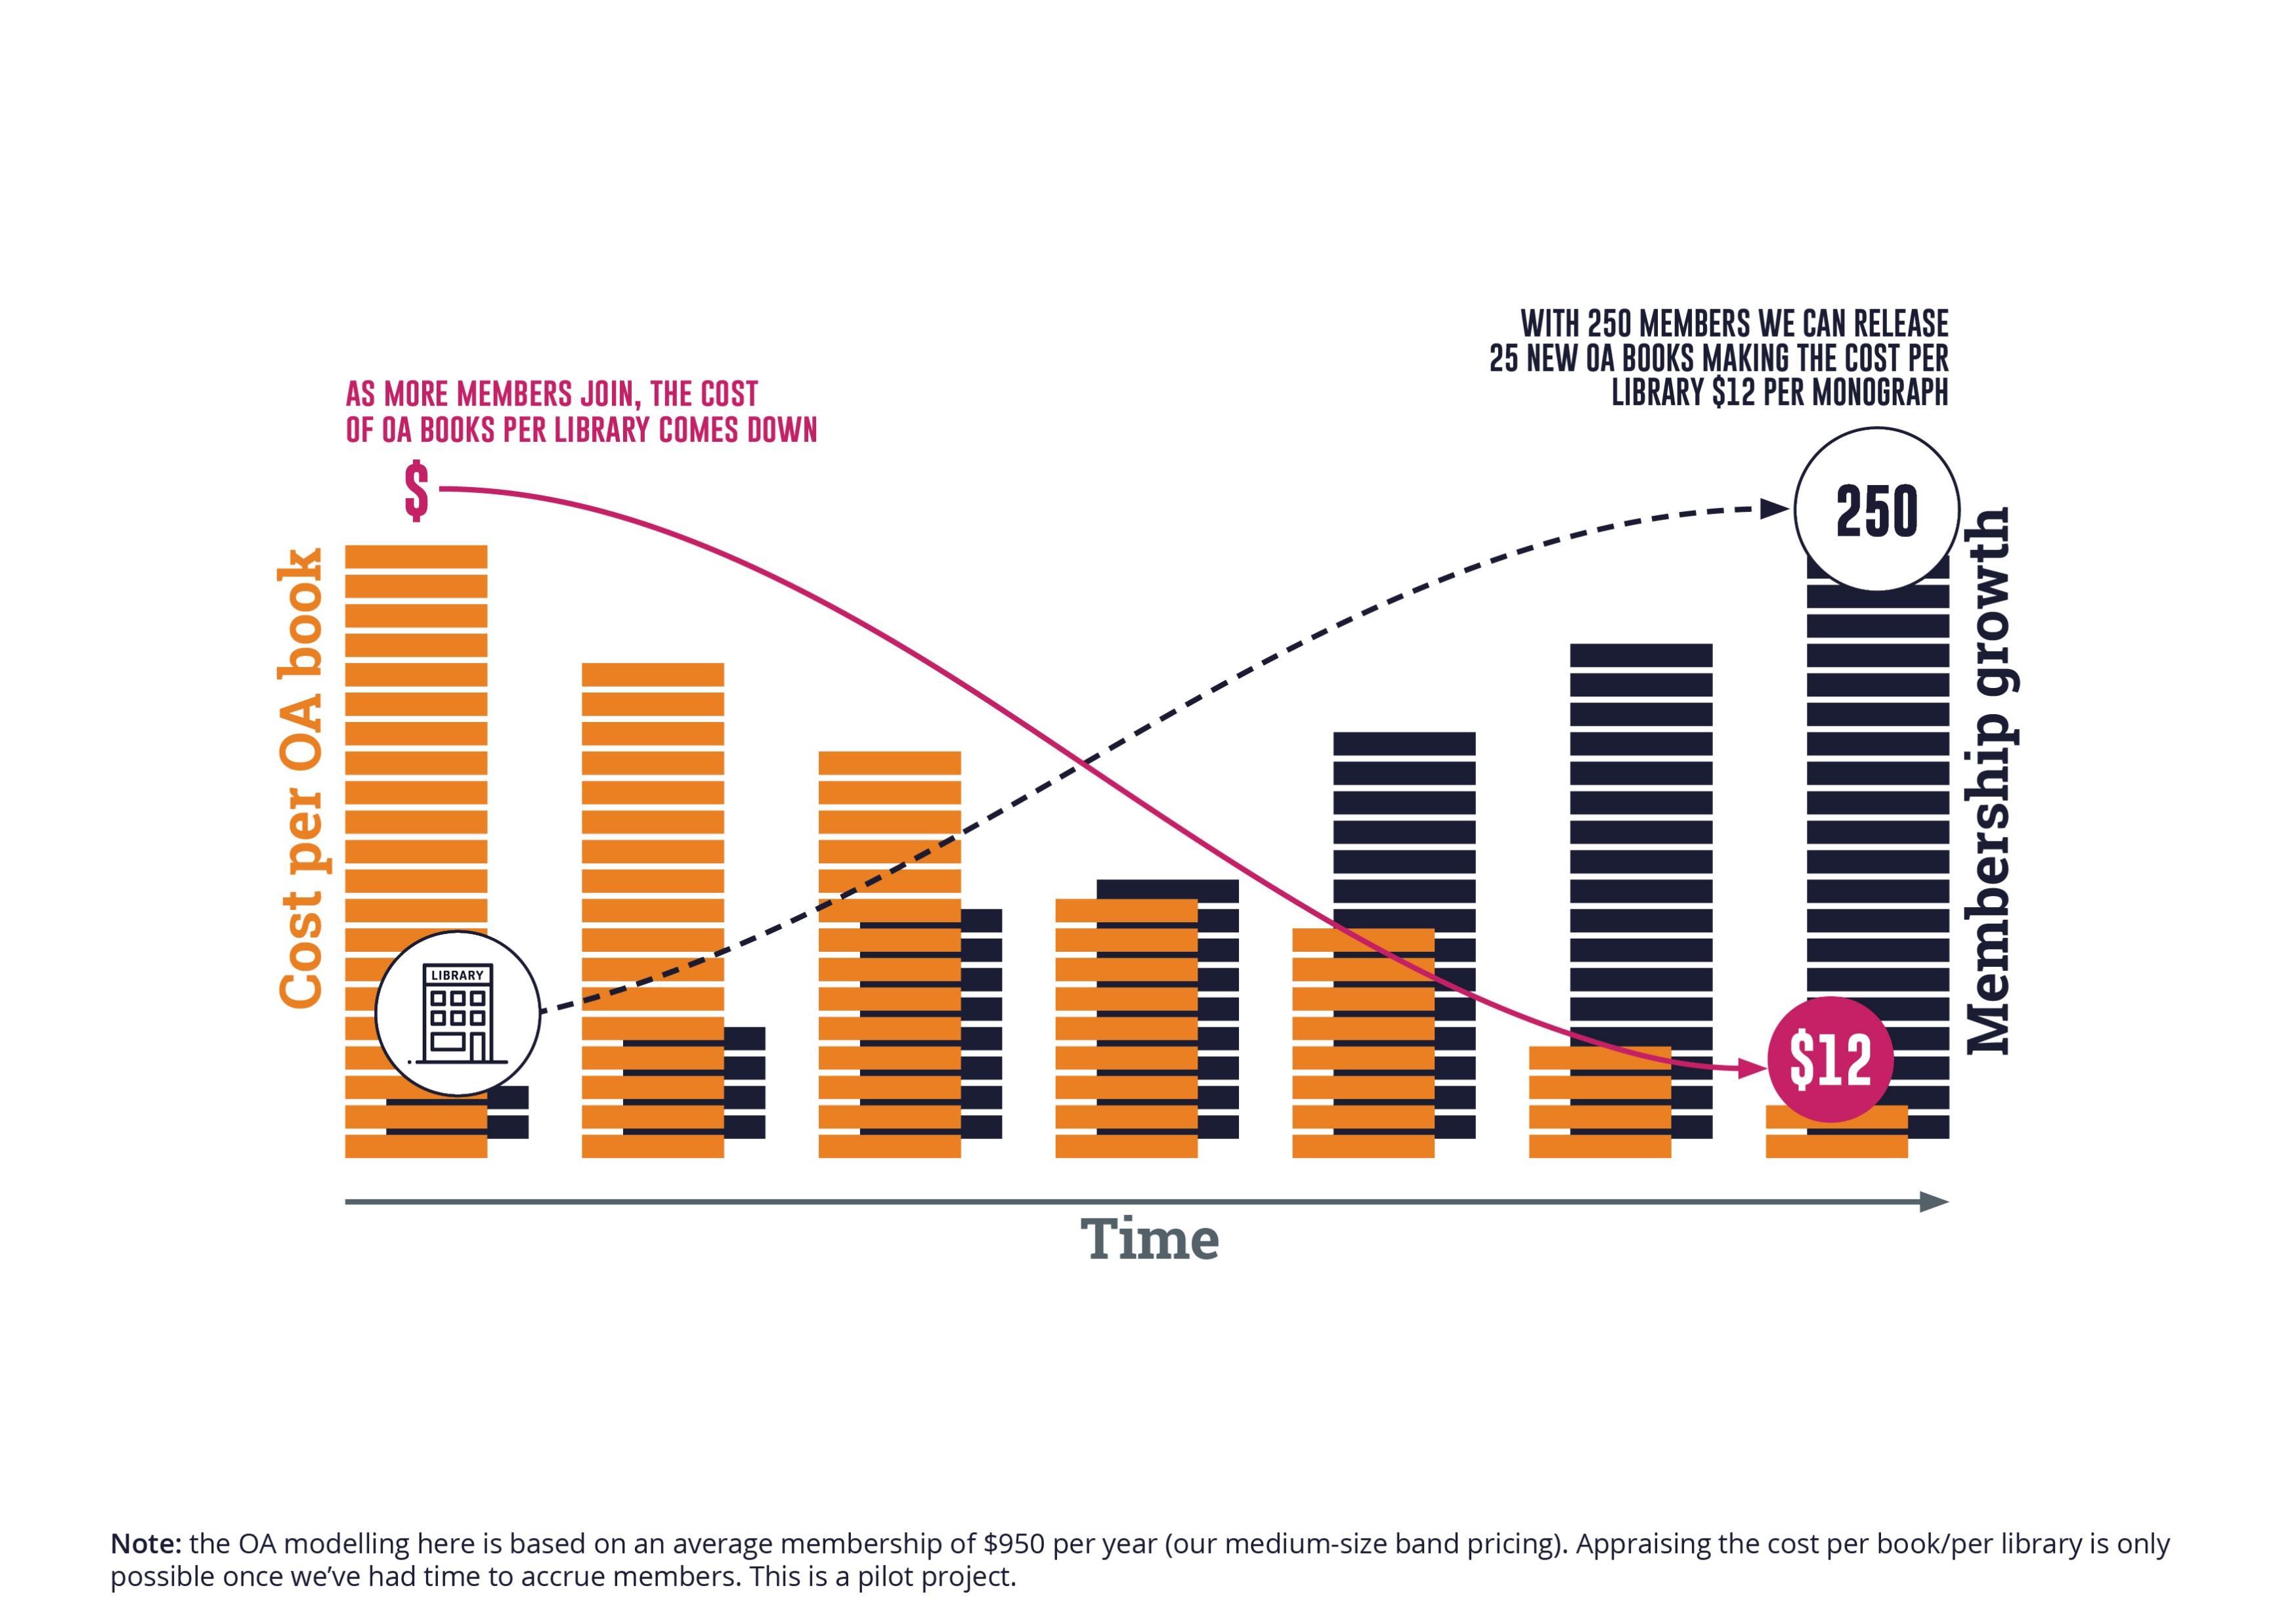 WITH 250 MEMBERS WE CAN RELEASE
25 NEW OA BOOKS MAKING THE COST PER
LIBRARY $12 PER MONOGRAPH
AS MORE MEMBERS JOIN, THE COST
OF OA BOOKS PER LIBRARY COMES DOWN
$
250
Cost per OA book
Membership growth
LIBRARY
$12
Time
Note: the OA modelling here is based on an average membership of $950 per year (our medium-size band pricing). Appraising the cost per book/per library is only
possible once we’ve had time to accrue members. This is a pilot project.